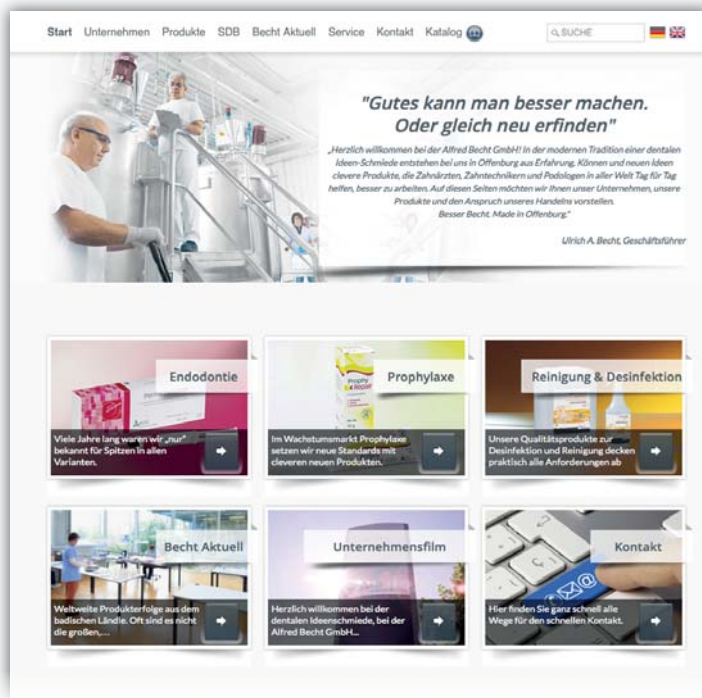 Start Unternehmen Produkte SDB Becht Aktuell Service Kontakt Katalog
SUCHE
"Gutes kann man besser machen.
Oder gleich neu erfinden"
„Herzlich willkommen bei der Alfred Becht GmbH! In der modernen Tradition einer dentalen
Ideen-Schmiede entstehen bei uns in Offenburg aus Erfahrung, Können und neuen Ideen
clevere Produkte, die Zahnärzten, Zahntechnikern und Podologen in aller Welt Tag für Tag
helfen, besser zu arbeiten. Auf diesen Seiten möchten wir Ihnen unser Unternehmen, unsere
Produkte und den Anspruch unseres Handelns vorstellen.
Besser Becht. Made in Offenburg."
Ulrich A. Becht, Geschäftsführer
Endodontie
Viele Jahre lang waren wir „nur"
bekannt für Spitzen in allen
Varianten.
Prophylaxe
Prophy
Repair
Im Wachstumsmarkt Prophylaxe
setzen wir neue Standards mit
cleveren neuen Produkten.
Reinigung & Desinfektion
Unsere Qualitätsprodukte zur
Desinfektion und Reinigung decken
praktisch alle Anforderungen ab
Becht Aktuell
Weltweite Produkterfolge aus dem
badischen Ländle. Oft sind es nicht
die großen,...
Unternehmensfilm
Herzlich willkommen bei der
dentalen Ideenschmiede, bei der
Alfred Becht GmbH...
Kontakt
Hier finden Sie ganz schnell alle
Wege für den schnellen Kontakt.